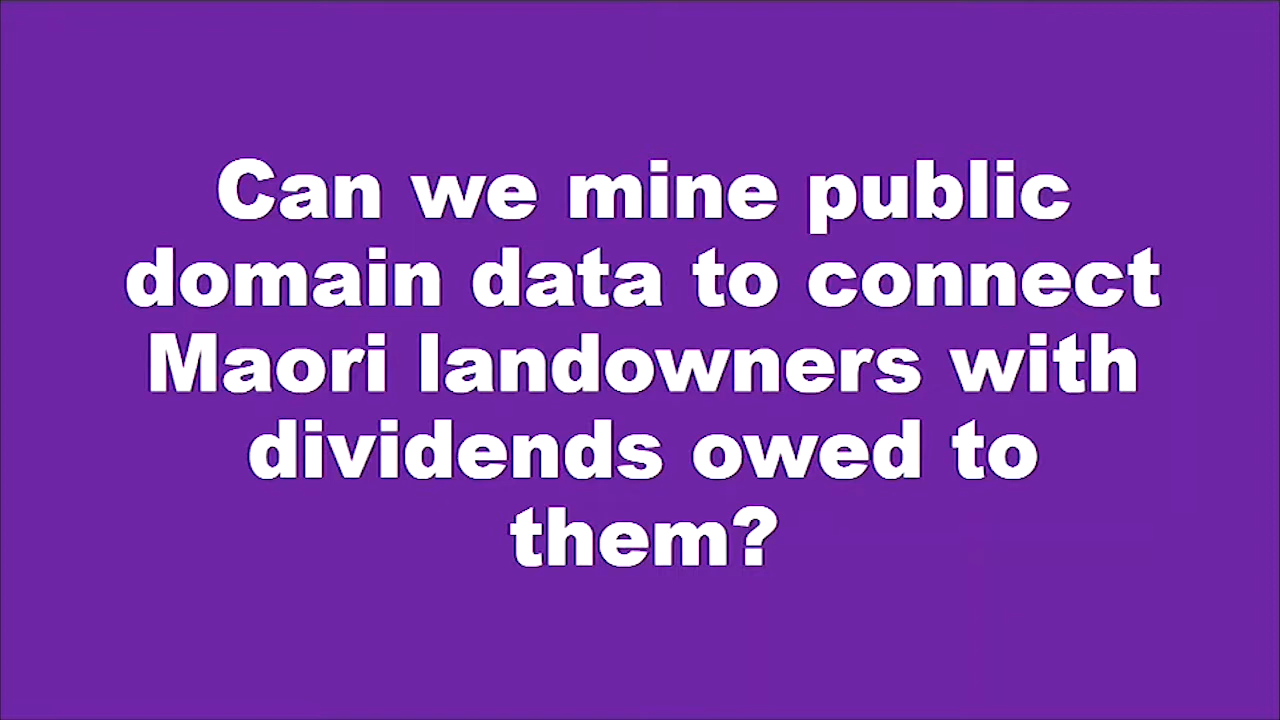 Can we mine public
domain data to connect
Maori landowners with
dividends owed to
them?